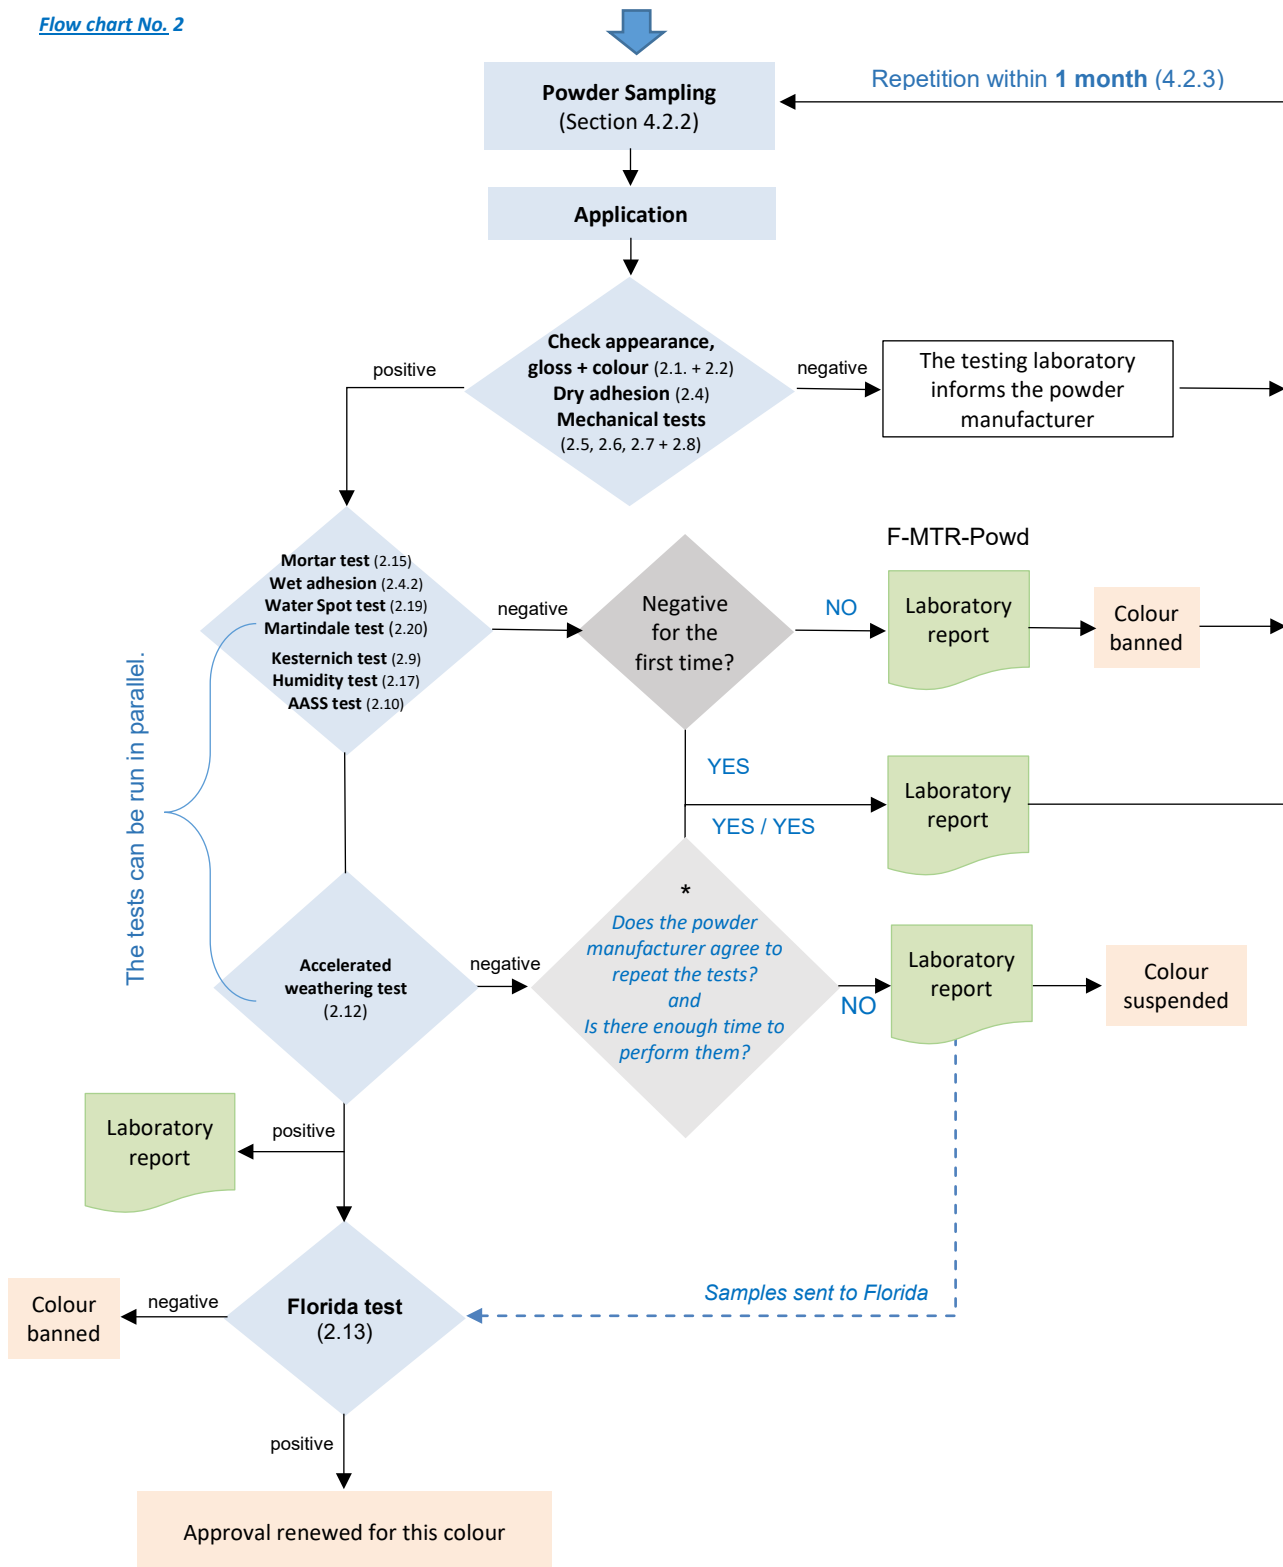 Flow chart No. 2
Repetition within 1 month (4.2.3)
Powder Sampling
(Section 4.2.2)
Application
Check appearance,
gloss + colour (2.1. + 2.2)
Dry adhesion (2.4)
Mechanical tests
(2.5, 2.6, 2.7 + 2.8)
positive
negative
The testing laboratory
informs the powder
manufacturer
Mortar test (2.15)
Wet adhesion (2.4.2)
Water Spot test (2.19)
Martindale test (2.20)
Kesternich test (2.9)
Humidity test (2.17)
AASS test (2.10)
negative
Negative
for the
first time?
NO
F-MTR-Powd
Laboratory
report
Colour
banned
The tests can be run in parallel.
YES
YES / YES
Laboratory
report
Accelerated
weathering test
(2.12)
negative
*
Does the powder
manufacturer agree to
repeat the tests?
and
Is there enough time to
perform them?
NO
Laboratory
report
Colour
suspended
Laboratory
report
positive
Samples sent to Florida
Florida test
(2.13)
negative
Colour
banned
positive
Approval renewed for this colour